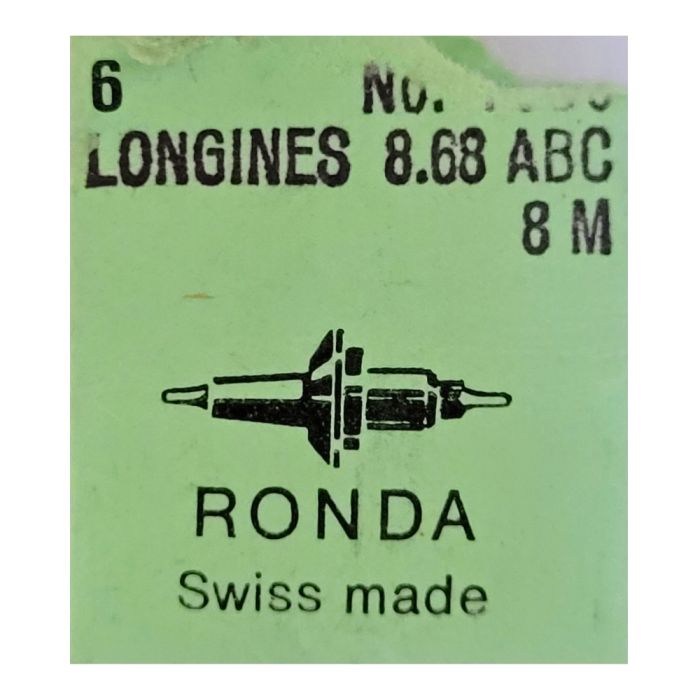 6 No.
LONGINES 8.68 ABC
8 M
RONDA
Swiss made